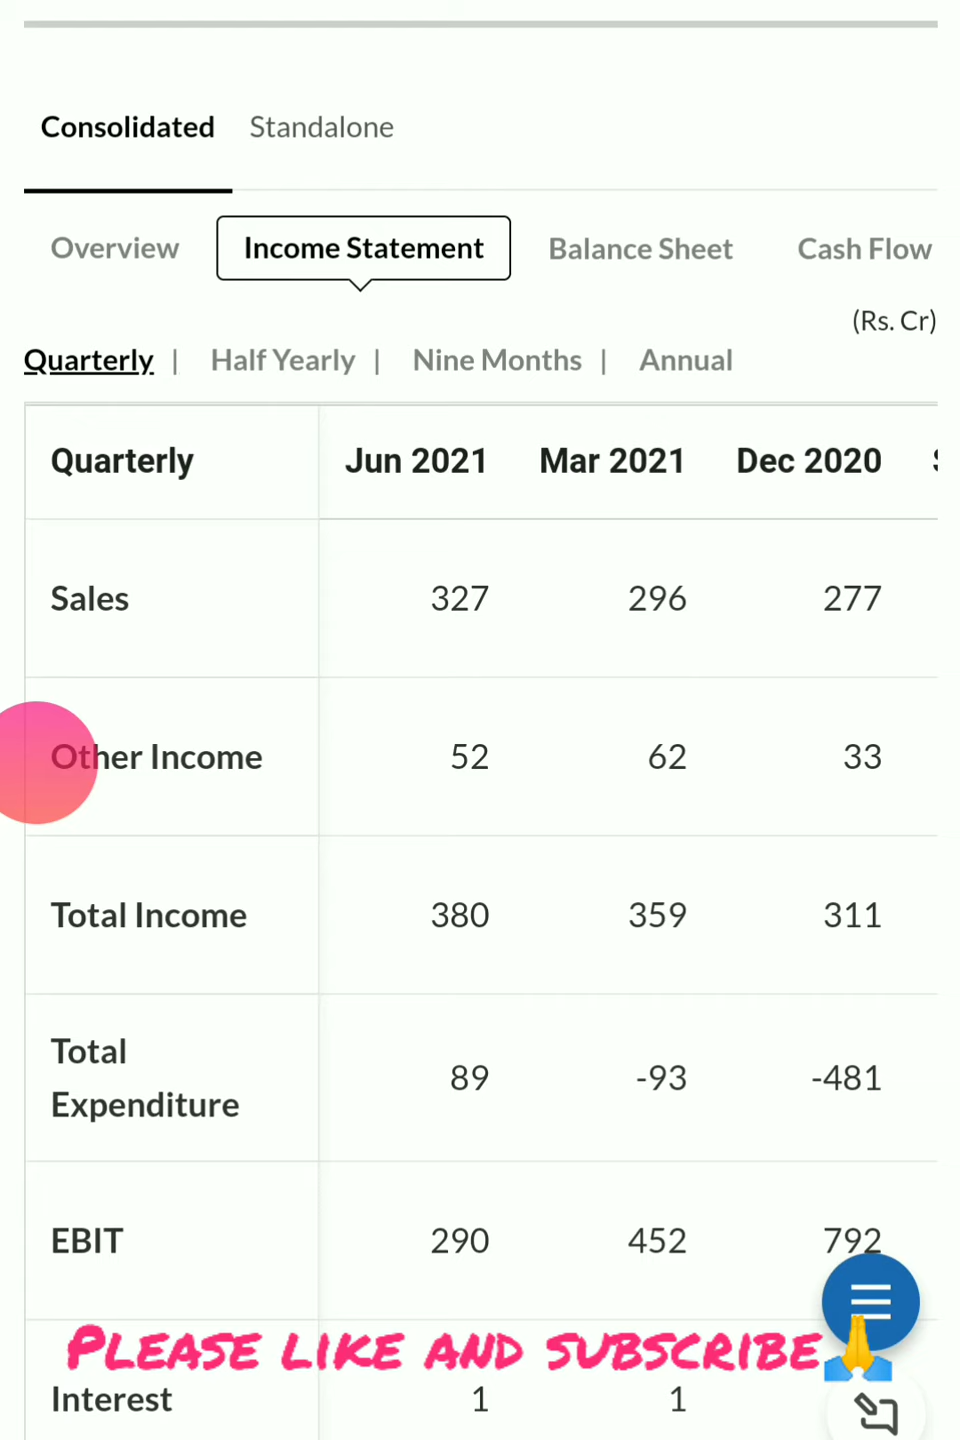 Consolidated Standalone
Overview Income Statement Balance Sheet Cash Flow
(Rs. Cr)
Quarterly | Half Yearly | Nine Months | Annual
Quarterly Jun 2021 Mar 2021 Dec 2020
Sales 327 296 277
Other Income 52 62 33
Total Income 380 359 311
Total
Expenditure 89 -93 -481
EBIT 290 452 792
PLEASE LIKE AND SUBSCRIBE🙏
Interest 1 1